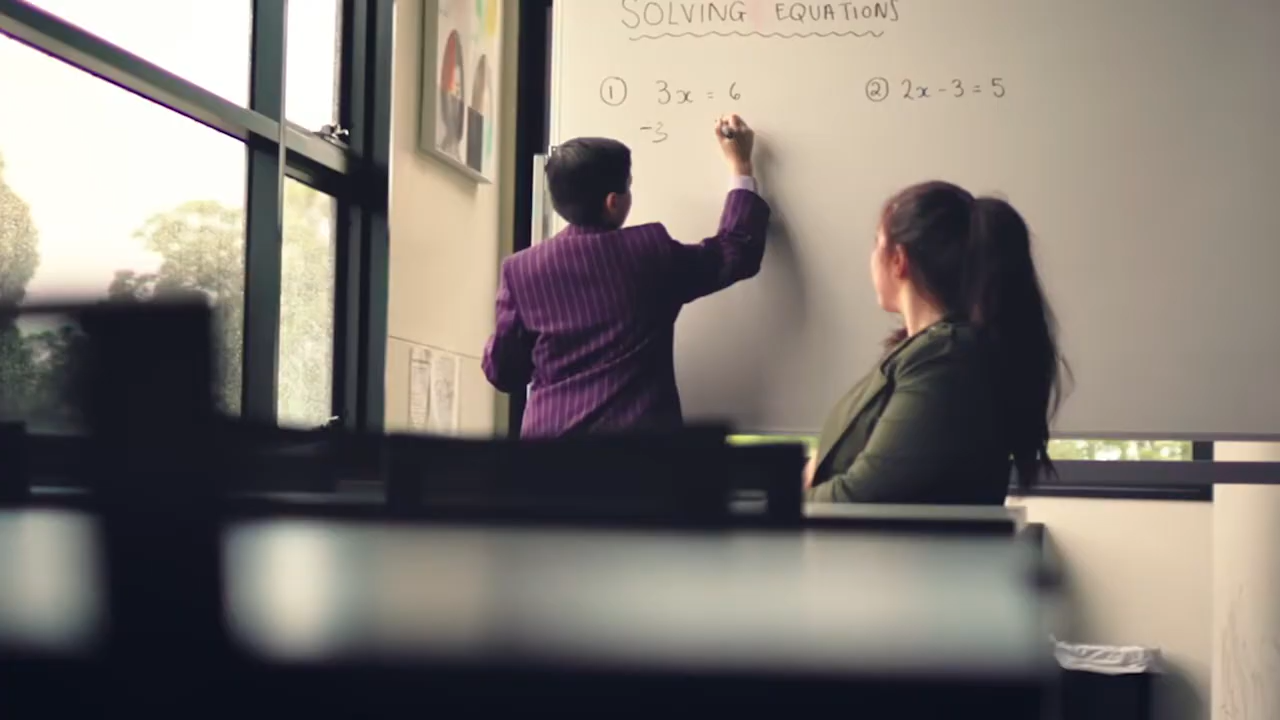 SOLVING EQUATIONS
① 3x = 6
-3
② 2x - 3 = 5